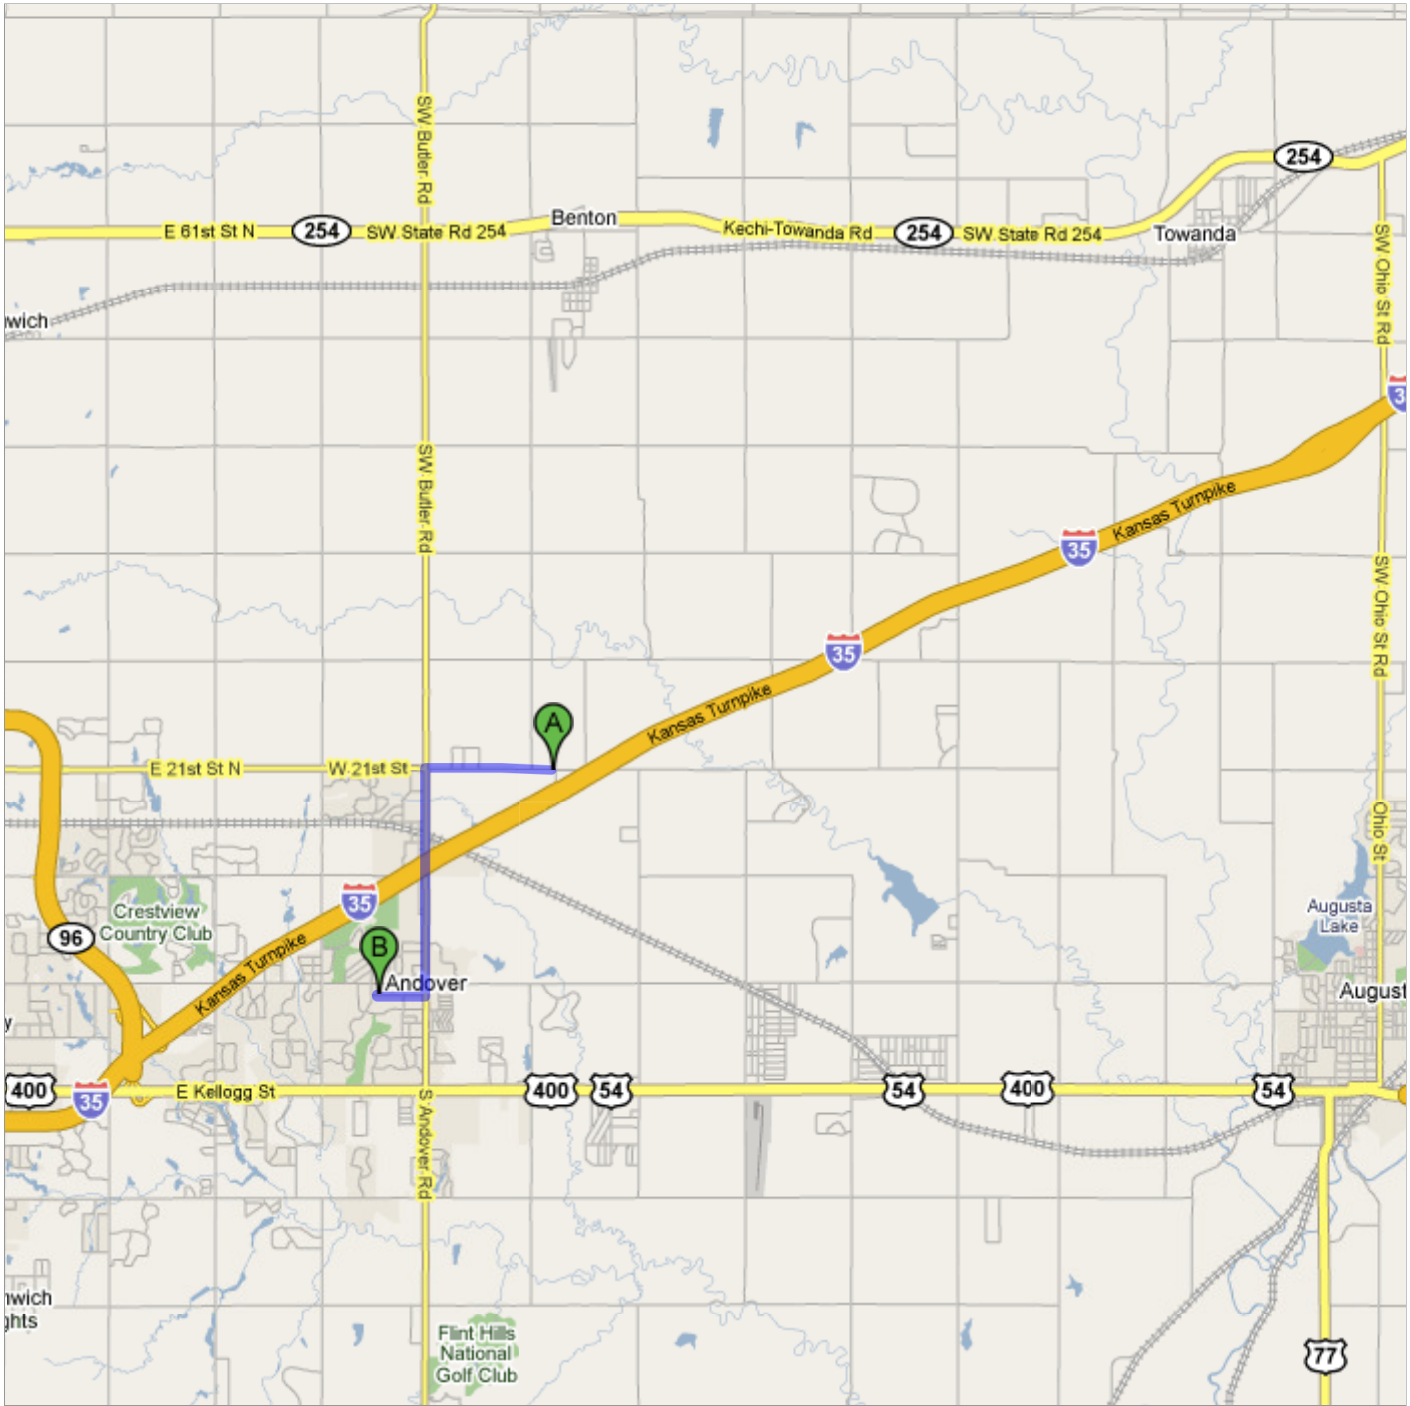 SW Butler Rd
254
E 61st St N
254
SW State Rd 254
Benton
Kechi-Towanda Rd
254
SW State Rd 254
Towanda
SW Ohio St Rd
wich
3
SW Butler Rd
Kansas Turnpike
35
SW Ohio St Rd
35
Kansas Turnpike
A
E 21st St N
W 21st St
Ohio St
35
Crestview
Country Club
96
B
Kansas Turnpike
Andover
Augusta
Lake
August
y
400
35
E Kellogg St
S Andover Rd
400
54
54
400
54
wich
ghts
Flint Hills
National
Golf Club
77